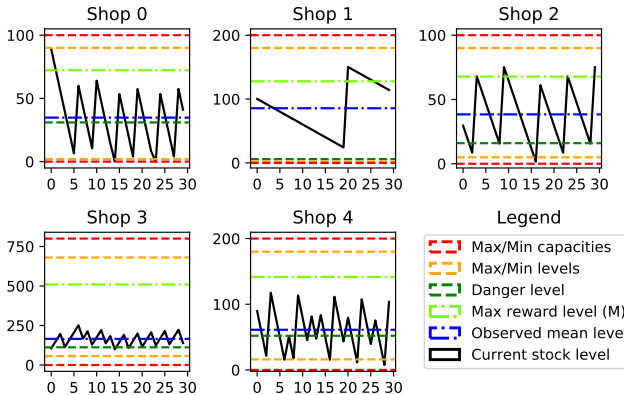 Shop 0
100
50
0
0 5 10 15 20 25 30
Shop 1
200
100
0
0 5 10 15 20 25 30
Shop 2
100
50
0
0 5 10 15 20 25 30
Shop 3
750
500
250
0
0 5 10 15 20 25 30
Shop 4
200
100
0
0 5 10 15 20 25 30
Legend
Max/Min capacities
Max/Min levels
Danger level
Max reward level (M)
Observed mean level
Current stock level